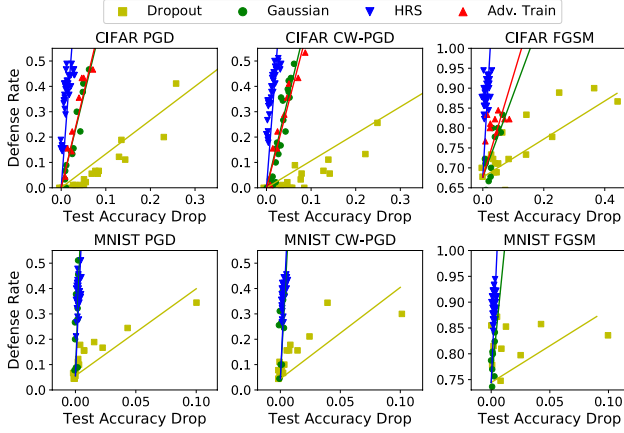 Dropout Gaussian HRS Adv. Train
CIFAR PGD CIFAR CW-PGD CIFAR FGSM
Defense Rate
0.5 0.4 0.3 0.2 0.1 0.0
0.5 0.4 0.3 0.2 0.1 0.0
1.00 0.95 0.90 0.85 0.80 0.75 0.70 0.65
0.0 0.1 0.2 0.3 0.0 0.1 0.2 0.3 0.0 0.2 0.4
Test Accuracy Drop Test Accuracy Drop Test Accuracy Drop
MNIST PGD MNIST CW-PGD MNIST FGSM
Defense Rate
0.5 0.4 0.3 0.2 0.1 0.0
0.5 0.4 0.3 0.2 0.1 0.0
1.00 0.95 0.90 0.85 0.80 0.75
0.00 0.05 0.10 0.00 0.05 0.10 0.00 0.05 0.10
Test Accuracy Drop Test Accuracy Drop Test Accuracy Drop